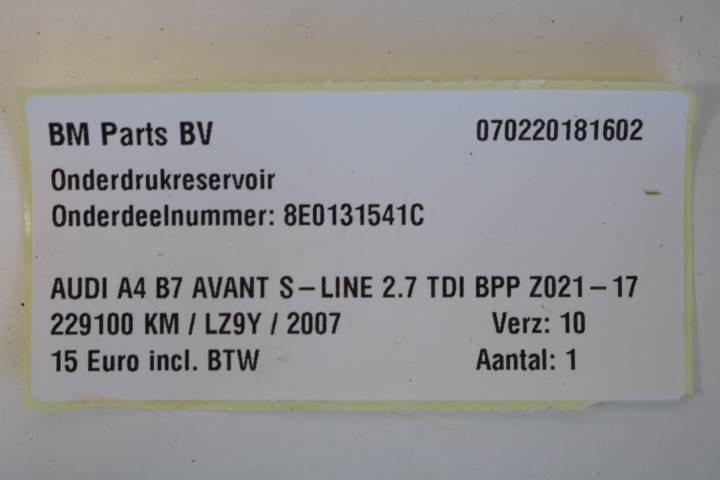 BM Parts BV 070220181602
Onderdrukreservoir
Onderdeelnummer: 8E0131541C
AUDI A4 B7 AVANT S-LINE 2.7 TDI BPP Z021-17
229100 KM / LZ9Y / 2007 Verz: 10
15 Euro incl. BTW Aantal: 1